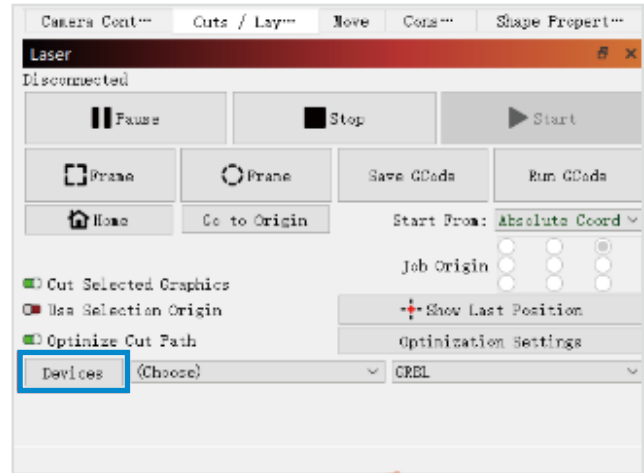 Camera Cont… Cuts / Lay… Move Cons… Shape Propert…
Laser
Disconnected
Pause Stop Start
Frame Frame Save GCode Run GCode
Home Go to Origin Start From: Absolute Coord
Job Origin
Cut Selected Graphics
Use Selection Origin Show Last Position
Optimize Cut Path Optimization Settings
Devices (Choose) GRBL